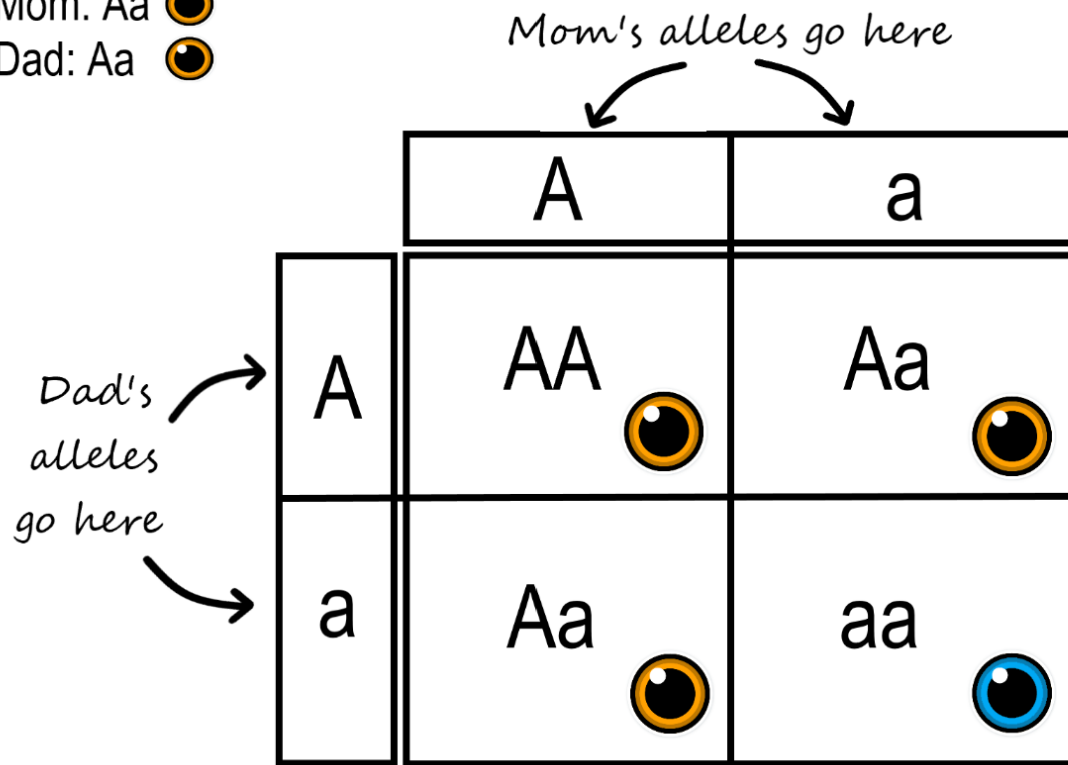 Mom: Aa
Dad: Aa
Mom's alleles go here
A a
A AA Aa
Dad's
alleles
go here
a Aa aa